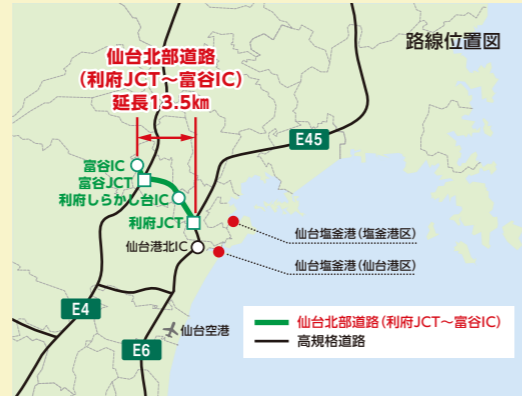 路線位置図
仙台北部道路
(利府JCT～富谷IC)
延長13.5km
E45
富谷IC
富谷JCT
利府しらかし台IC
利府JCT
仙台港北IC
仙台塩釜港(塩釜港区)
仙台塩釜港(仙台港区)
E4
E6
仙台空港
仙台北部道路(利府JCT～富谷IC)
高規格道路